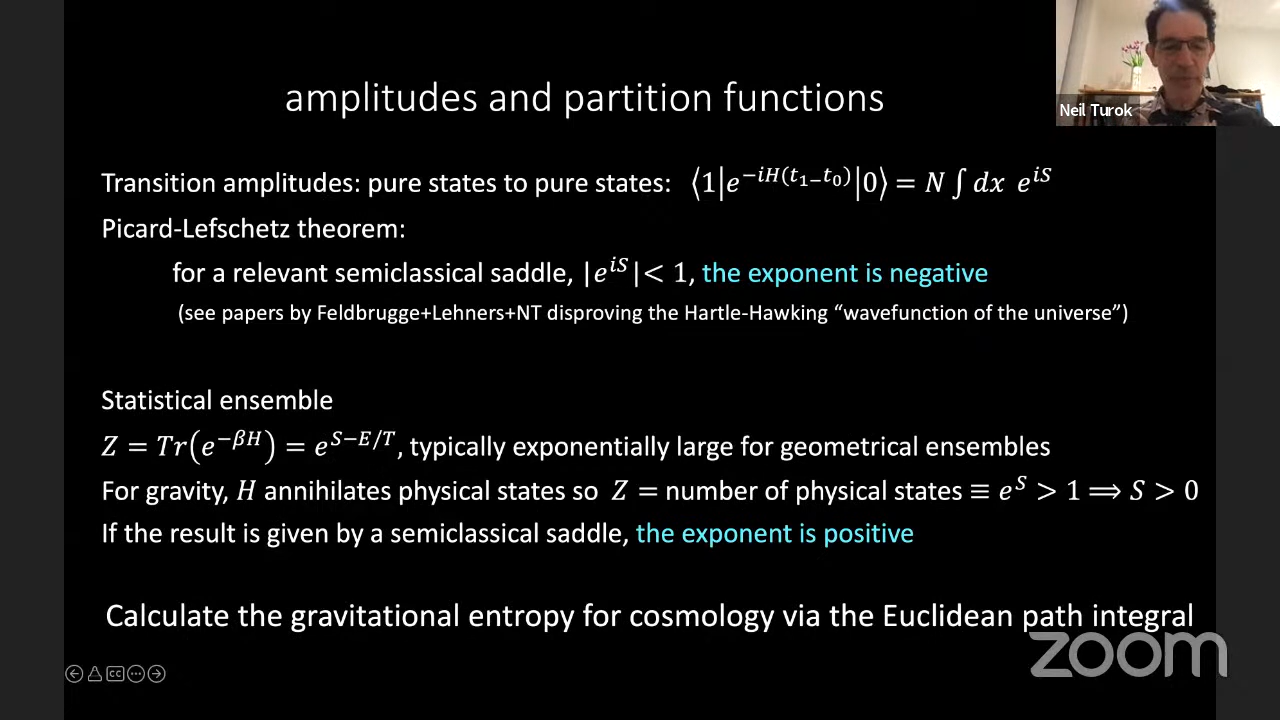 amplitudes and partition functions
Neil Turok
Transition amplitudes: pure states to pure states: ⟨1|e^{−iH(t_{1−}t_0)}|0⟩ = N ∫ dx e^{iS}
Picard-Lefschetz theorem:
for a relevant semiclassical saddle, |e^{iS}|< 1, the exponent is negative
(see papers by Feldbrugge+Lehners+NT disproving the Hartle-Hawking “wavefunction of the universe”)
Statistical ensemble
Z = Tr(e^{−βH}) = e^{S−E/T}, typically exponentially large for geometrical ensembles
For gravity, H annihilates physical states so Z = number of physical states ≡ e^S > 1 ⟹ S > 0
If the result is given by a semiclassical saddle, the exponent is positive
Calculate the gravitational entropy for cosmology via the Euclidean path integral
zoom
CC